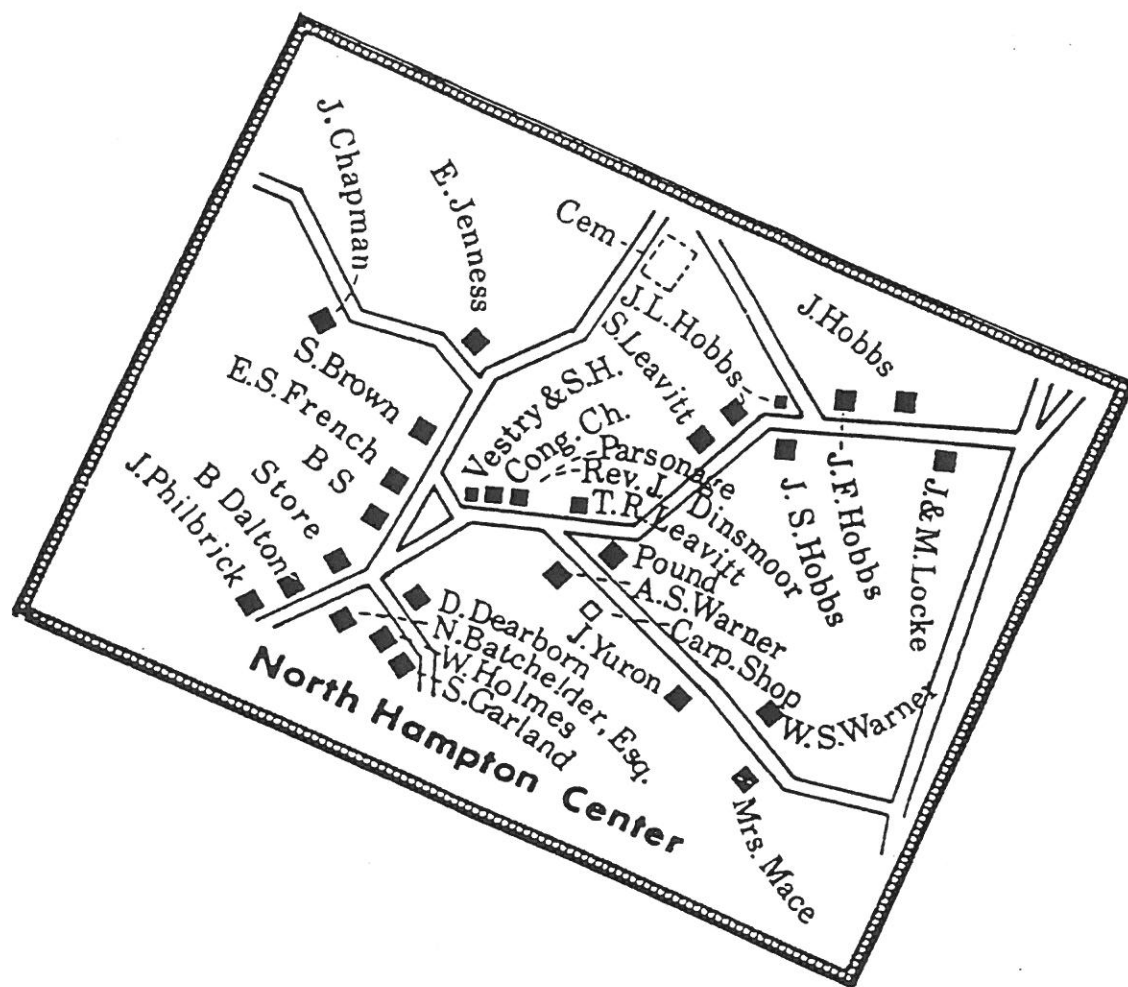 J. Chapman
E. Jenness
Cem
J.L.Hobbs
S.Leavitt
J.Hobbs
S.Brown
E.S.French
B S
Store
B Dalton
J.Philbrick
Vestry & S.H.
Cong. Ch.
Parsonage
Rev. J. Dinsmoor
T. R. Leavitt
Pound
A.S.Warner
Carp.Shop
J.Yuron
J.F.Hobbs
J.S.Hobbs
J.&M.Locke
W.S.Warner
D.Dearborn
N.Batchelder, Esq.
W.Holmes
S.Garland
Mrs. Mace
North Hampton Center